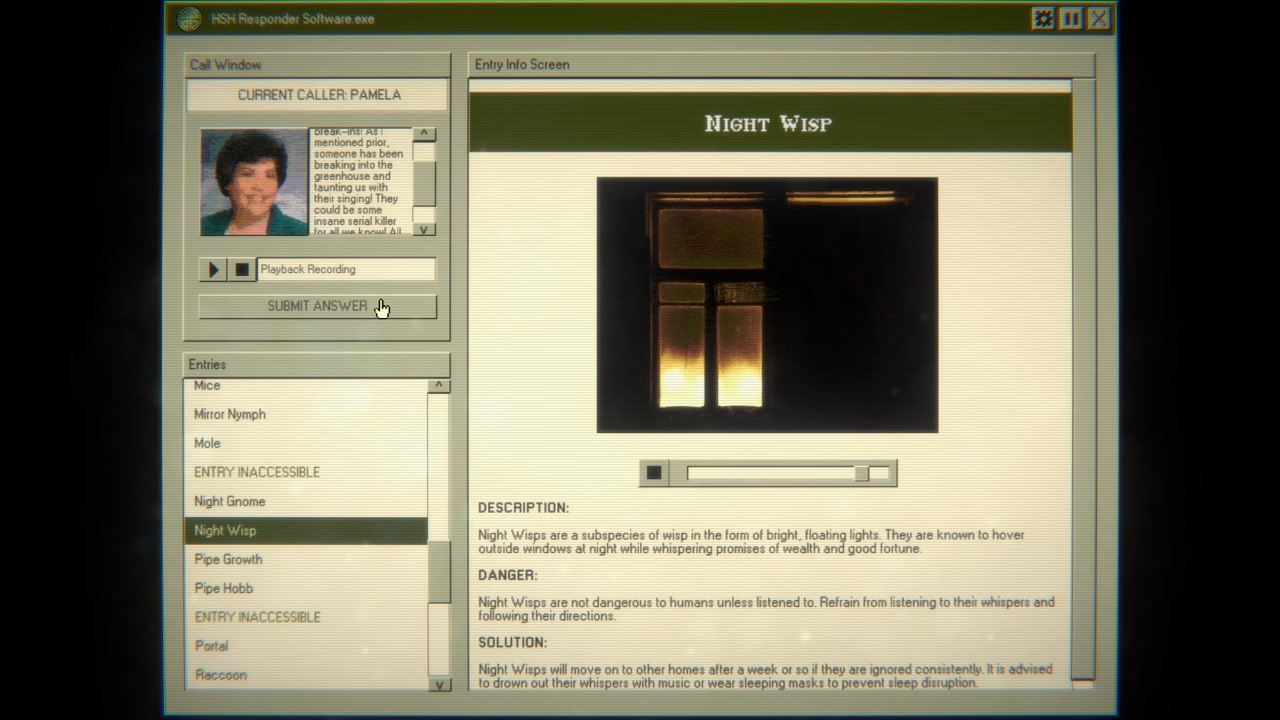 HSH Responder Software.exe
Call Window
CURRENT CALLER: PAMELA
break-ins! As I
mentioned prior,
someone has been
breaking into the
greenhouse and
taunting us with
their singing! They
could be some
insane serial killer
for all we know! All
Playback Recording
SUBMIT ANSWER
Entries
Mice
Mirror Nymph
Mole
ENTRY INACCESSIBLE
Night Gnome
Night Wisp
Pipe Growth
Pipe Hobb
ENTRY INACCESSIBLE
Portal
Raccoon
Entry Info Screen
NIGHT WISP
DESCRIPTION:
Night Wisps are a subspecies of wisp in the form of bright, floating lights. They are known to hover
outside windows at night while whispering promises of wealth and good fortune.
DANGER:
Night Wisps are not dangerous to humans unless listened to. Refrain from listening to their whispers and
following their directions.
SOLUTION:
Night Wisps will move on to other homes after a week or so if they are ignored consistently. It is advised
to drown out their whispers with music or wear sleeping masks to prevent sleep disruption.